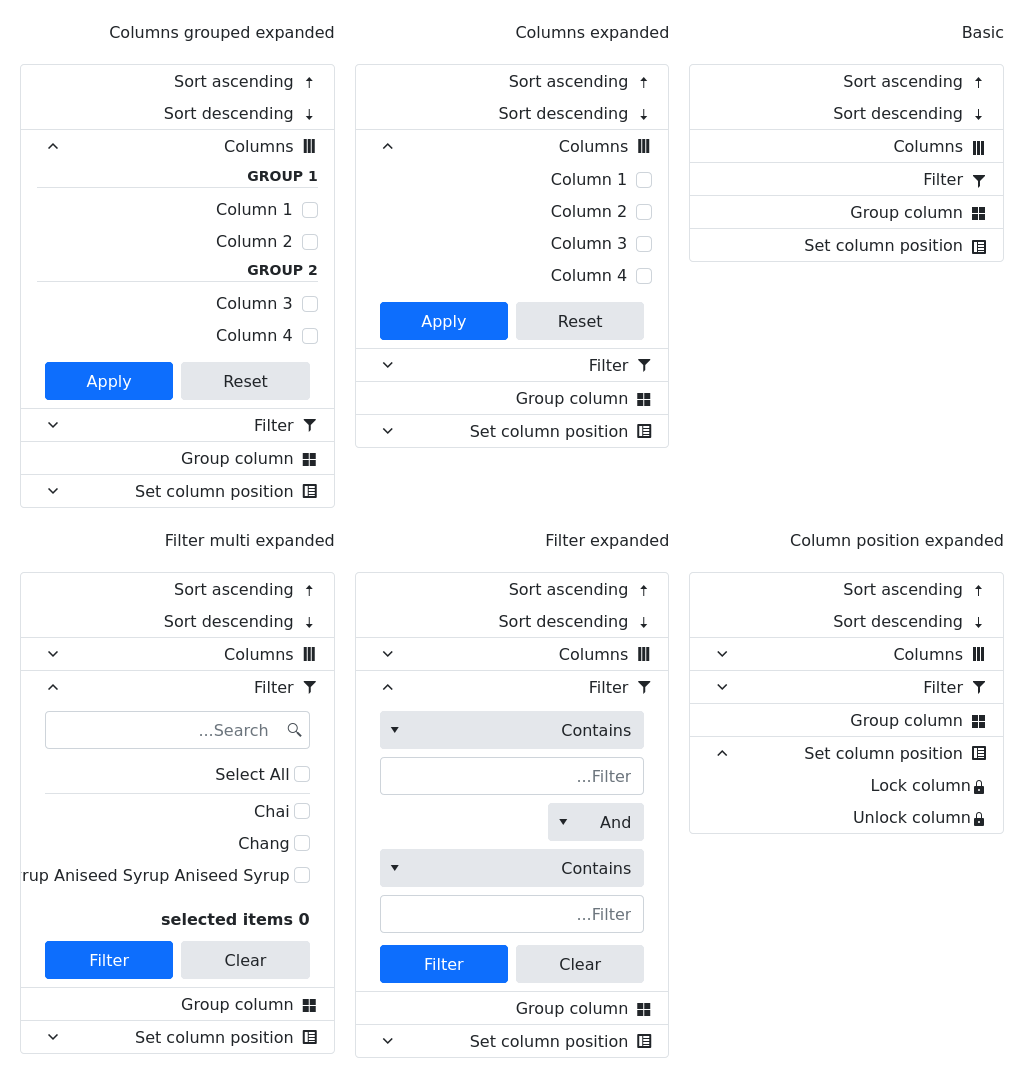 Basic
Sort ascending
Sort descending
Columns
Filter
Group column
Set column position
Columns expanded
Sort ascending
Sort descending
Columns
Column 1
Column 2
Column 3
Column 4
Apply Reset
Filter
Group column
Set column position
Columns grouped expanded
Sort ascending
Sort descending
Columns
GROUP 1
Column 1
Column 2
GROUP 2
Column 3
Column 4
Apply Reset
Filter
Group column
Set column position
Column position expanded
Sort ascending
Sort descending
Columns
Filter
Group column
Set column position
Lock column
Unlock column
Filter expanded
Sort ascending
Sort descending
Columns
Filter
Contains
...Filter
And
Contains
...Filter
Filter Clear
Group column
Set column position
Filter multi expanded
Sort ascending
Sort descending
Columns
Filter
...Search
Select All
Chai
Chang
rup Aniseed Syrup Aniseed Syrup
selected items 0
Filter Clear
Group column
Set column position